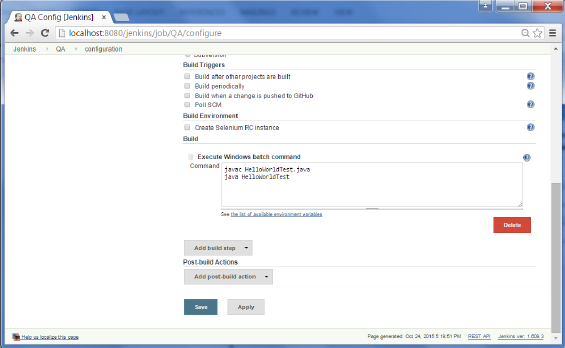 QA Config [Jenkins]
localhost:8080/jenkins/job/QA/configure
Jenkins QA configuration
Subversion
Build Triggers
Build after other projects are built
Build periodically
Build when a change is pushed to GitHub
Poll SCM
Build Environment
Create Selenium RC instance
Build
Execute Windows batch command
Command
javac HelloWorldTest.java
java HelloWorldTest
See the list of available environment variables
Delete
Add build step
Post-build Actions
Add post-build action
Save Apply
Help us localize this page
Page generated: Oct 24, 2015 5:19:51 PM REST API Jenkins ver. 1.609.3